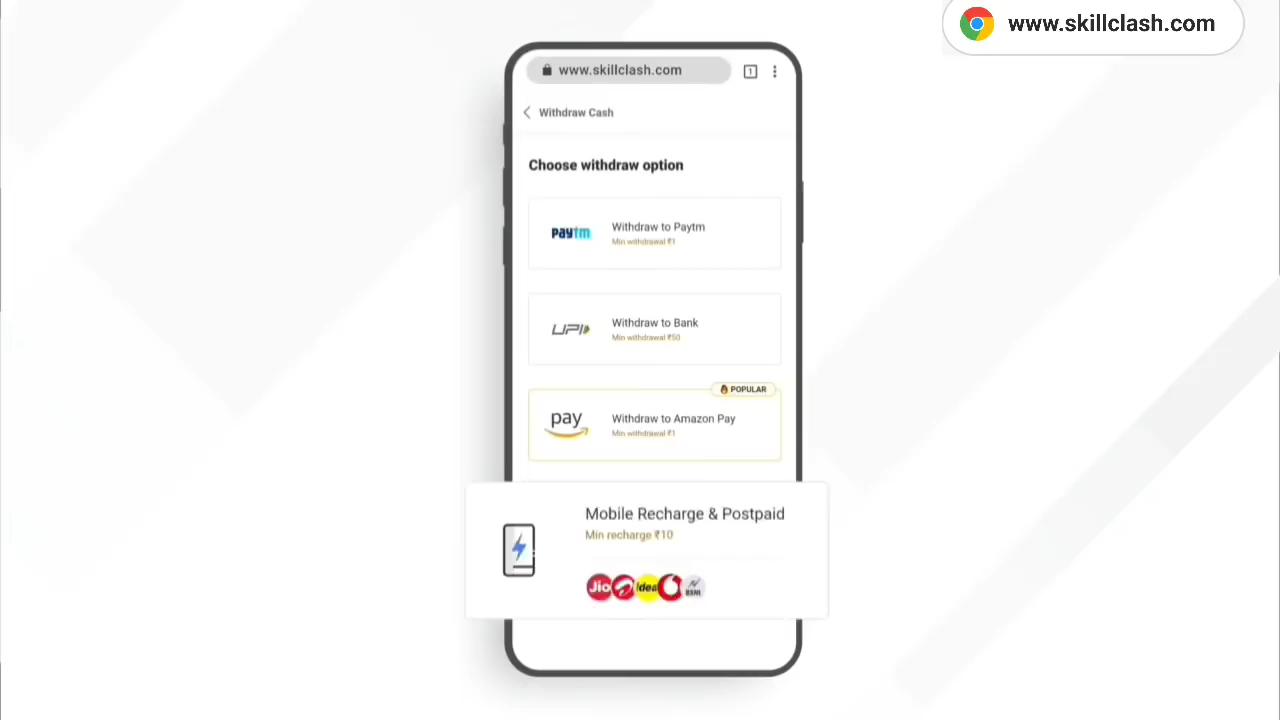 www.skillclash.com
www.skillclash.com
1
Withdraw Cash
Choose withdraw option
paytm
Withdraw to Paytm
Min withdrawal ₹1
UPI
Withdraw to Bank
Min withdrawal ₹50
POPULAR
pay
Withdraw to Amazon Pay
Min withdrawal ₹1
Mobile Recharge & Postpaid
Min recharge ₹10
Jio
idea
BSNL